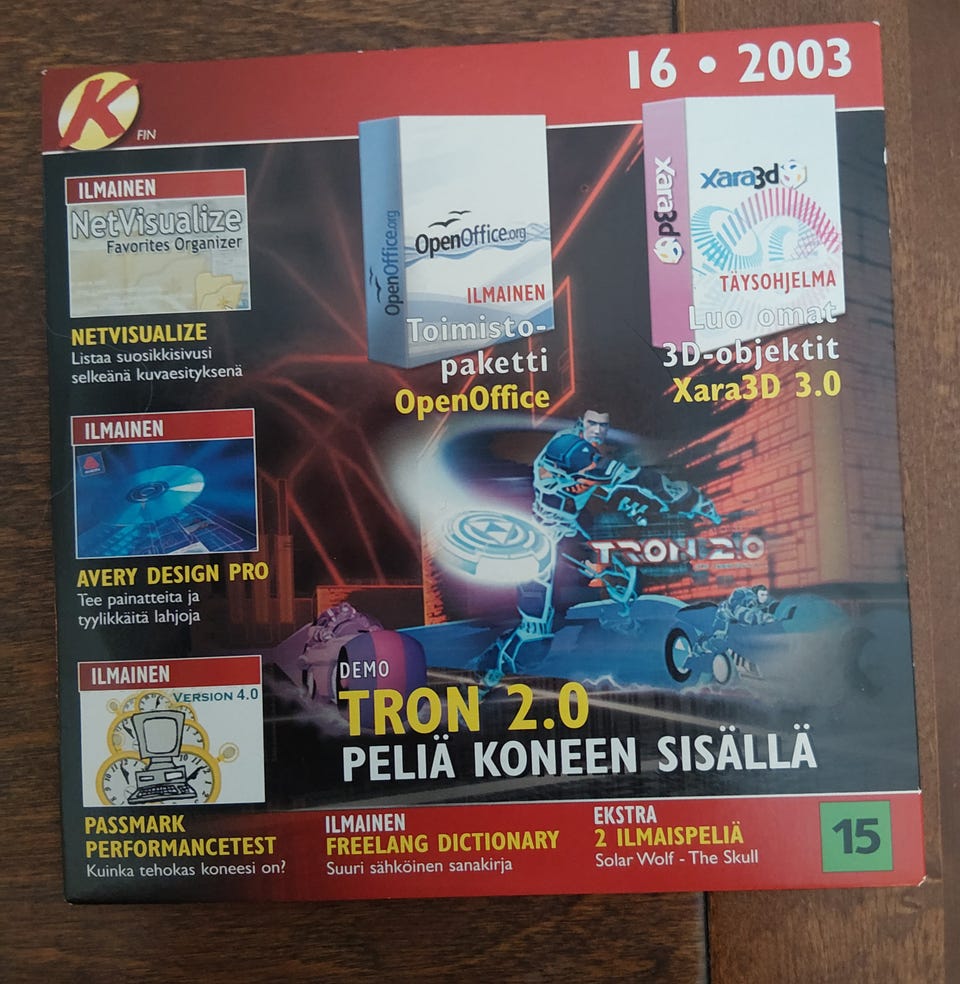 16 • 2003
K
FIN
ILMAINEN
NetVisualize
Favorites Organizer
NETVISUALIZE
Listaa suosikkisivusi
selkeänä kuvaesityksenä
OpenOffice.org
OpenOffice.org
ILMAINEN
Toimisto-
paketti
OpenOffice
xara3d
xara3d
TÄYSOHJELMA
Luo omat
3D-objektit
Xara3D 3.0
ILMAINEN
AVERY DESIGN PRO
Tee painatteita ja
tyylikkäitä lahjoja
TRON 2.0
ILMAINEN
VERSION 4.0
PASSMARK
PERFORMANCETEST
Kuinka tehokas koneesi on?
DEMO
TRON 2.0
PELIÄ KONEEN SISÄLLÄ
ILMAINEN
FREELANG DICTIONARY
Suuri sähköinen sanakirja
EKSTRA
2 ILMAISPELIÄ
Solar Wolf - The Skull
15